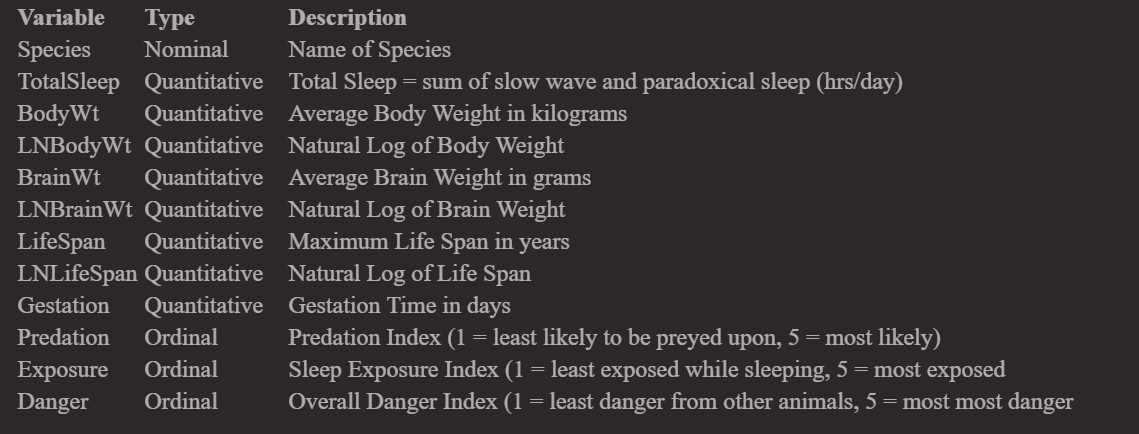 Variable Type Description
Species Nominal Name of Species
TotalSleep Quantitative Total Sleep = sum of slow wave and paradoxical sleep (hrs/day)
BodyWt Quantitative Average Body Weight in kilograms
LNBodyWt Quantitative Natural Log of Body Weight
BrainWt Quantitative Average Brain Weight in grams
LNBrainWt Quantitative Natural Log of Brain Weight
LifeSpan Quantitative Maximum Life Span in years
LNLifeSpan Quantitative Natural Log of Life Span
Gestation Quantitative Gestation Time in days
Predation Ordinal Predation Index (1 = least likely to be preyed upon, 5 = most likely)
Exposure Ordinal Sleep Exposure Index (1 = least exposed while sleeping, 5 = most exposed
Danger Ordinal Overall Danger Index (1 = least danger from other animals, 5 = most most danger